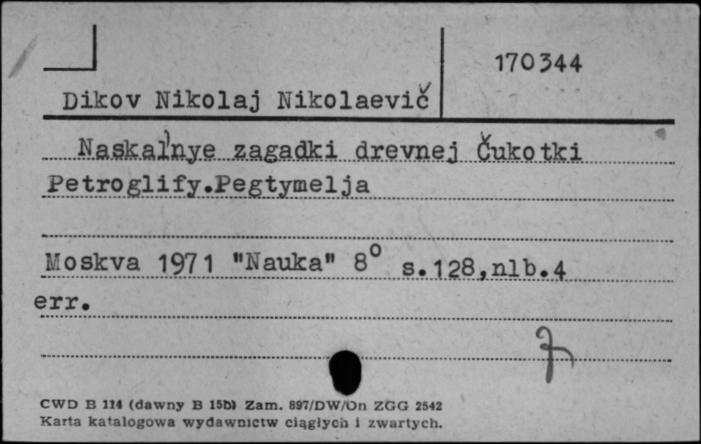 170344
Dikov Nikolaj Nikolaevič
Naskal'nye zagadki drevnej Čukotki
Petroglify.Pegtymelja
Moskva 1971 "Nauka" 8° s.128,nlb.4
err.
CWD B 114 (dawny B 15b) Zam. 897/DW/On ZGG 2542
Karta katalogowa wydawnictw ciągłych i zwartych.